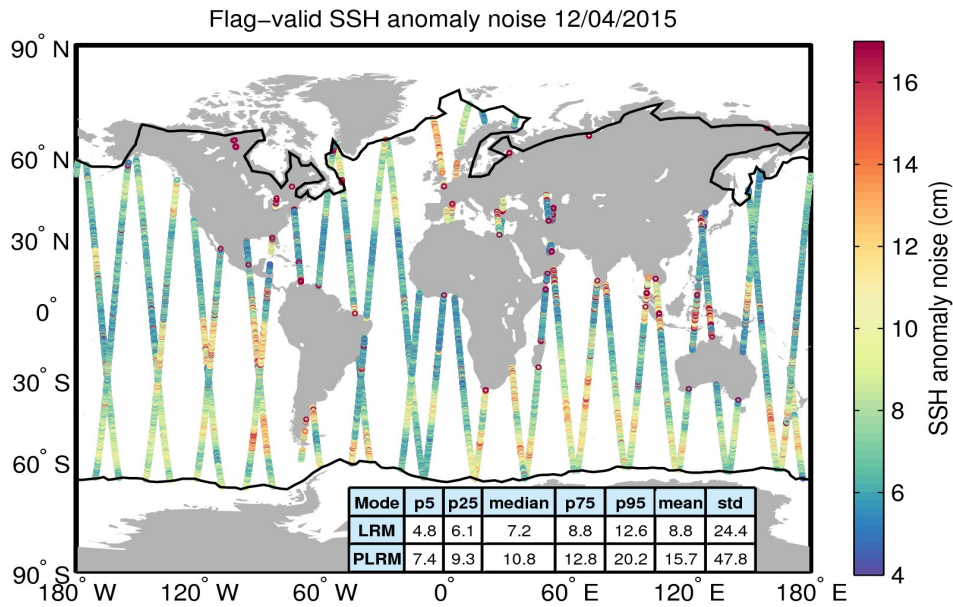 Flag−valid SSH anomaly noise 12/04/2015
90° N
60° N
30° N
0°
30° S
60° S
90° S
180° W
120° W
60° W
0°
60° E
120° E
180° E
Mode p5 p25 median p75 p95 mean std
LRM 4.8 6.1 7.2 8.8 12.6 8.8 24.4
PLRM 7.4 9.3 10.8 12.8 20.2 15.7 47.8
16
14
12
10
8
6
4
SSH anomaly noise (cm)